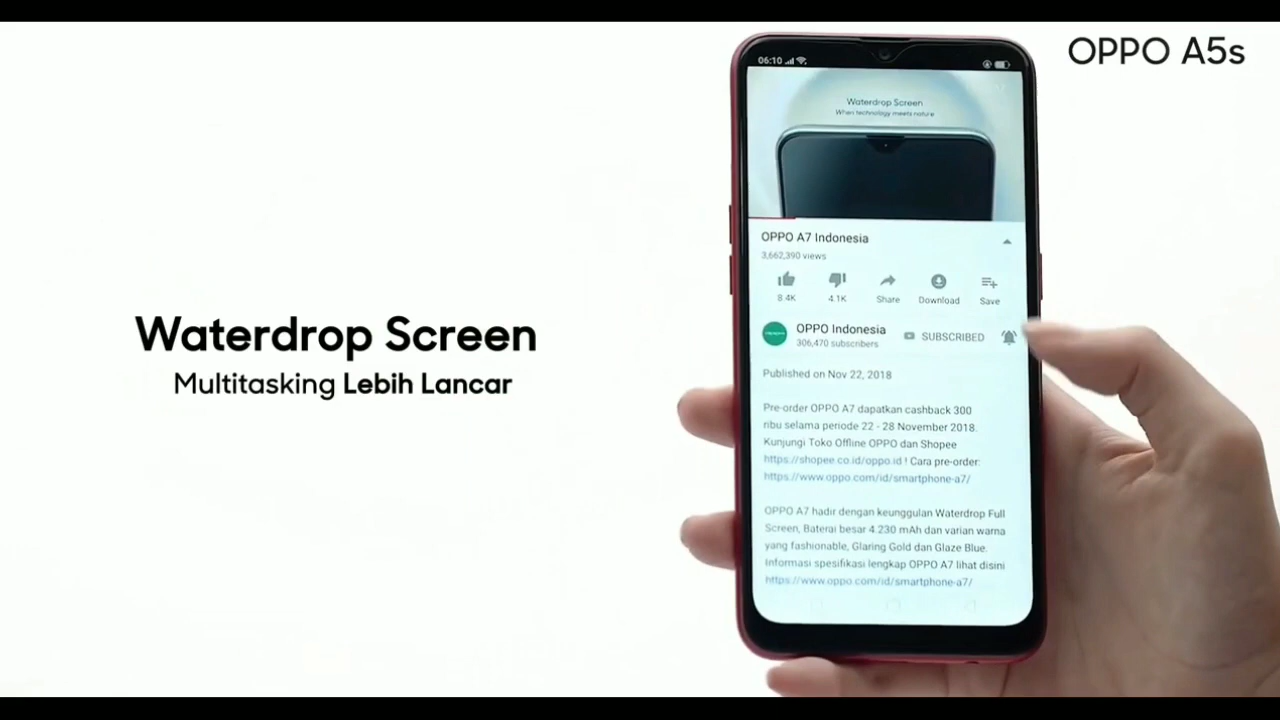 OPPO A5s
Waterdrop Screen
Multitasking Lebih Lancar
06:10
Waterdrop Screen
When technology meets nature
OPPO A7 Indonesia
3,662,390 views
8.4K
4.1K
Share
Download
Save
OPPO Indonesia
SUBSCRIBED
306,470 subscribers
Published on Nov 22, 2018
Pre-order OPPO A7 dapatkan cashback 300
ribu selama periode 22 - 28 November 2018.
Kunjungi Toko Offline OPPO dan Shopee
https://shopee.co.id/oppo.id ! Cara pre-order:
https://www.oppo.com/id/smartphone-a7/
OPPO A7 hadir dengan keunggulan Waterdrop Full
Screen, Baterai besar 4.230 mAh dan varian warna
yang fashionable, Glaring Gold dan Glaze Blue.
Informasi spesifikasi lengkap OPPO A7 lihat disini
https://www.oppo.com/id/smartphone-a7/